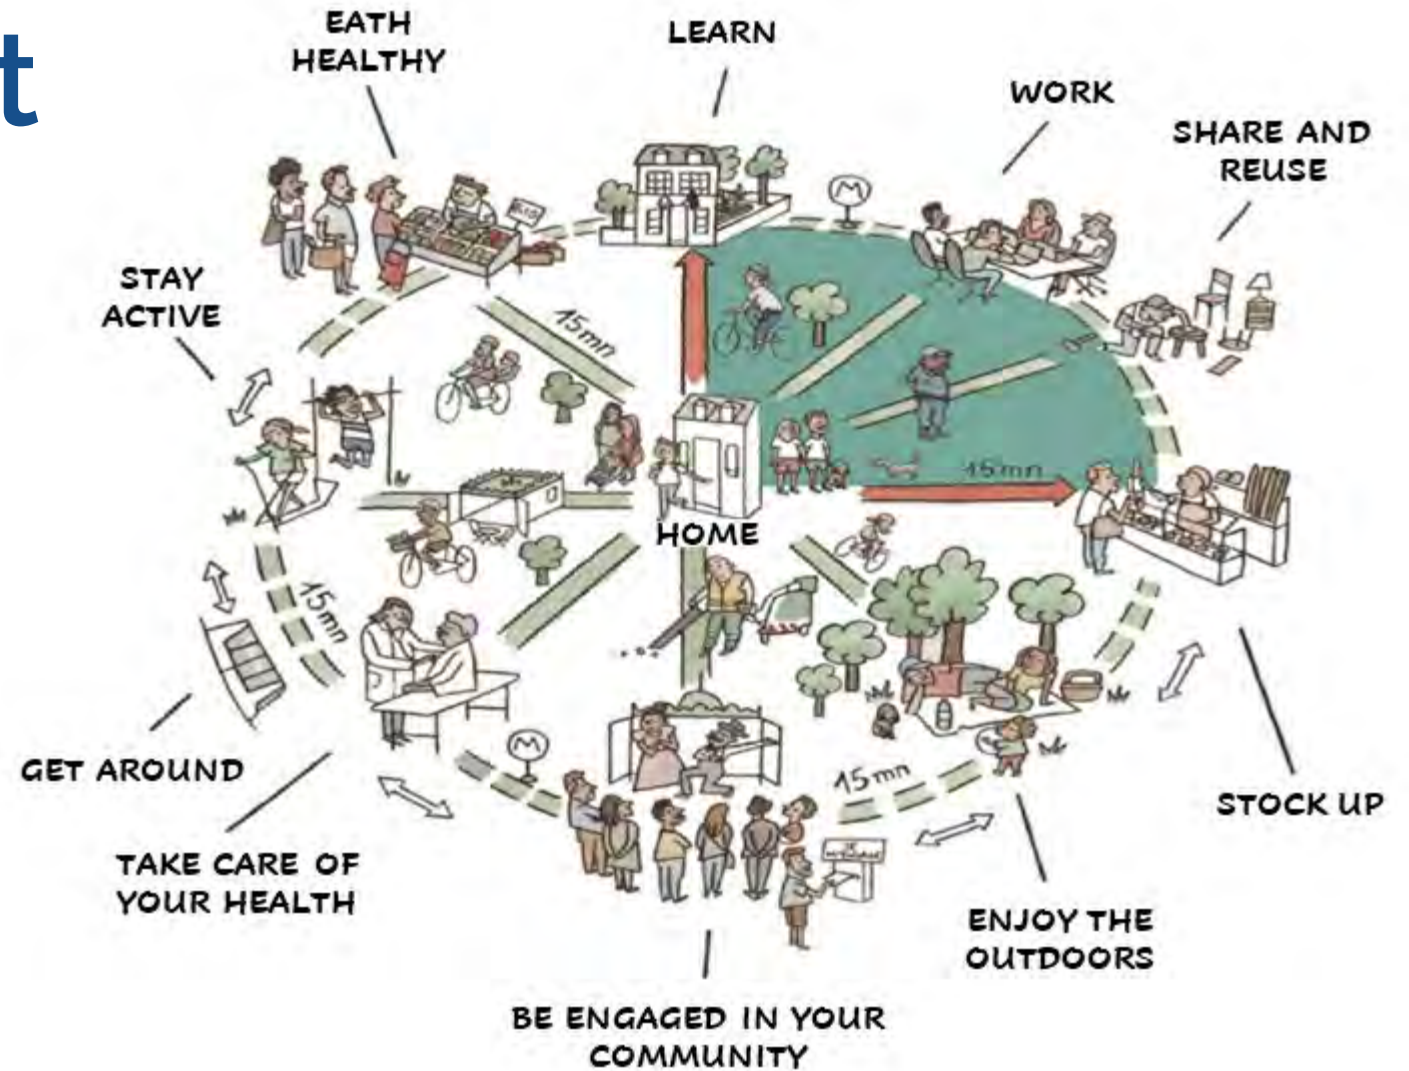 t
EATH
HEALTHY
LEARN
WORK
SHARE AND
REUSE
STAY
ACTIVE
M
BIO
15mn
15mn
HOME
15mn
GET AROUND
M
15mn
STOCK UP
TAKE CARE OF
YOUR HEALTH
ENJOY THE
OUTDOORS
BE ENGAGED IN YOUR
COMMUNITY